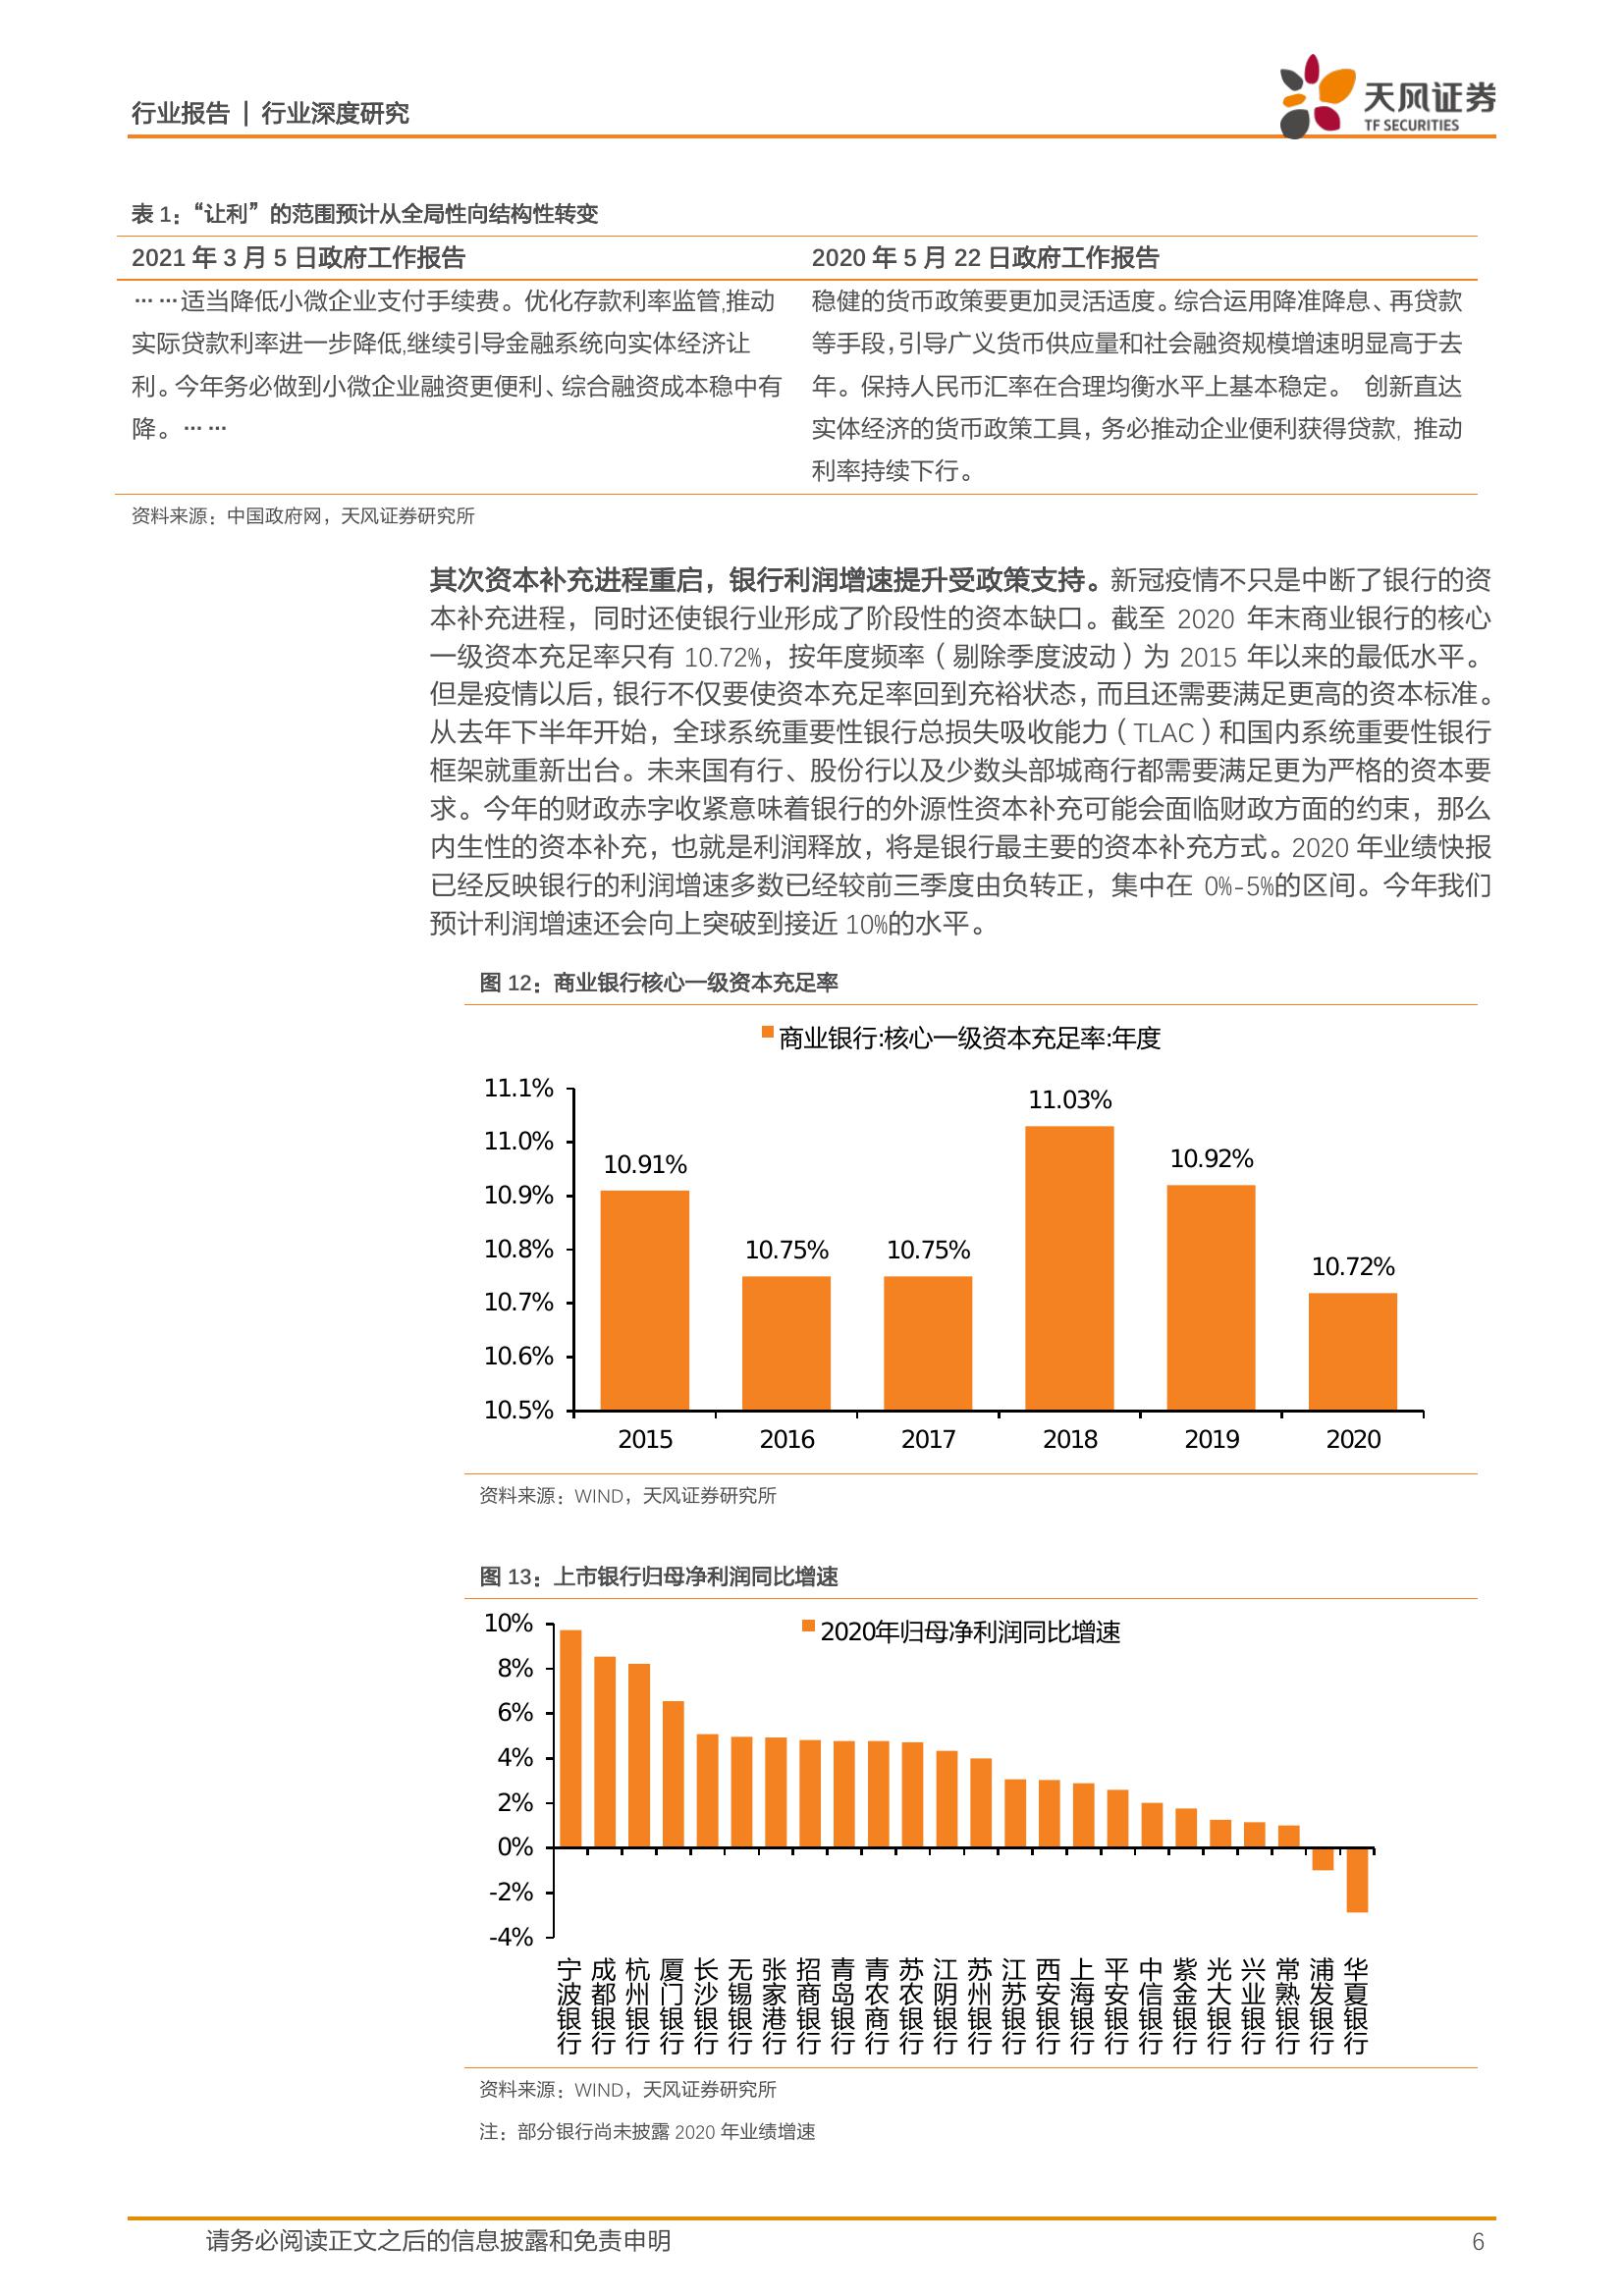 行业报告 | 行业深度研究
天风证券
TF SECURITIES
表 1：“让利”的范围预计从全局性向结构性转变
2021 年 3 月 5 日政府工作报告
……适当降低小微企业支付手续费。优化存款利率监管,推动
实际贷款利率进一步降低,继续引导金融系统向实体经济让
利。今年务必做到小微企业融资更便利、综合融资成本稳中有
降。……
2020 年 5 月 22 日政府工作报告
稳健的货币政策要更加灵活适度。综合运用降准降息、再贷款
等手段，引导广义货币供应量和社会融资规模增速明显高于去
年。保持人民币汇率在合理均衡水平上基本稳定。 创新直达
实体经济的货币政策工具，务必推动企业便利获得贷款, 推动
利率持续下行。
资料来源：中国政府网，天风证券研究所
其次资本补充进程重启，银行利润增速提升受政策支持。新冠疫情不只是中断了银行的资
本补充进程，同时还使银行业形成了阶段性的资本缺口。截至 2020 年末商业银行的核心
一级资本充足率只有 10.72%，按年度频率（剔除季度波动）为 2015 年以来的最低水平。
但是疫情以后，银行不仅要使资本充足率回到充裕状态，而且还需要满足更高的资本标准。
从去年下半年开始，全球系统重要性银行总损失吸收能力（TLAC）和国内系统重要性银行
框架就重新出台。未来国有行、股份行以及少数头部城商行都需要满足更为严格的资本要
求。今年的财政赤字收紧意味着银行的外源性资本补充可能会面临财政方面的约束，那么
内生性的资本补充，也就是利润释放，将是银行最主要的资本补充方式。2020 年业绩快报
已经反映银行的利润增速多数已经较前三季度由负转正，集中在 0%-5%的区间。今年我们
预计利润增速还会向上突破到接近 10%的水平。
图 12：商业银行核心一级资本充足率
商业银行:核心一级资本充足率:年度
11.1%
11.0%
10.9%
10.8%
10.7%
10.6%
10.5%
10.91%
10.75%
10.75%
11.03%
10.92%
10.72%
2015
2016
2017
2018
2019
2020
资料来源：WIND，天风证券研究所
图 13：上市银行归母净利润同比增速
2020年归母净利润同比增速
10%
8%
6%
4%
2%
0%
-2%
-4%
宁波银行
成都银行
杭州银行
厦门银行
长沙银行
无锡银行
张家港行
招商银行
青岛银行
青农商行
苏农银行
江阴银行
苏州银行
江苏银行
西安银行
上海银行
平安银行
中信银行
紫金银行
光大银行
兴业银行
常熟银行
浦发银行
华夏银行
资料来源：WIND，天风证券研究所
注：部分银行尚未披露 2020 年业绩增速
请务必阅读正文之后的信息披露和免责申明
6